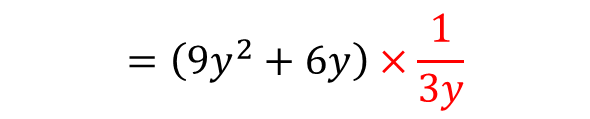 = (9y² + 6y) × 1/3y